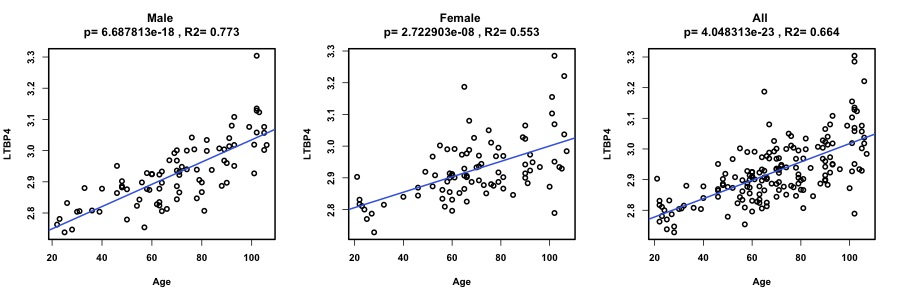 Male
p= 6.687813e-18 , R2= 0.773
LTBP4
3.3
3.2
3.1
3.0
2.9
2.8
20 40 60 80 100
Age
Female
p= 2.722903e-08 , R2= 0.553
LTBP4
3.3
3.2
3.1
3.0
2.9
2.8
20 40 60 80 100
Age
All
p= 4.048313e-23 , R2= 0.664
LTBP4
3.3
3.2
3.1
3.0
2.9
2.8
20 40 60 80 100
Age